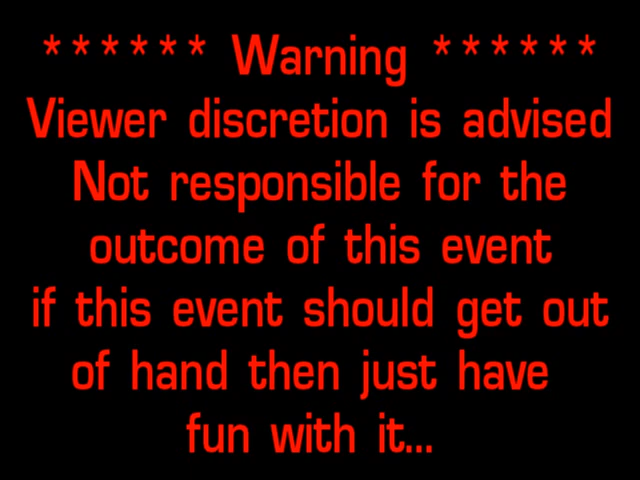 ****** Warning ******
Viewer discretion is advised
Not responsible for the
outcome of this event
if this event should get out
of hand then just have
fun with it...